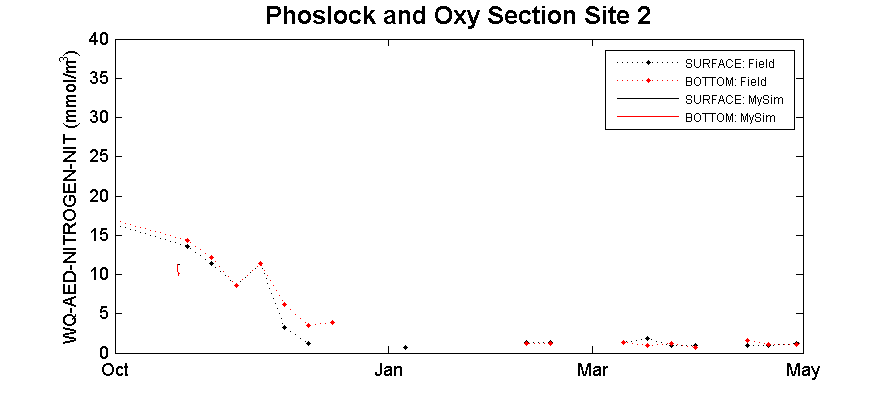 Phoslock and Oxy Section Site 2
WQ-AED-NITROGEN-NIT (mmol/m³)
40
35
30
25
20
15
10
5
0
SURFACE: Field
BOTTOM: Field
SURFACE: MySim
BOTTOM: MySim
Oct Jan Mar May